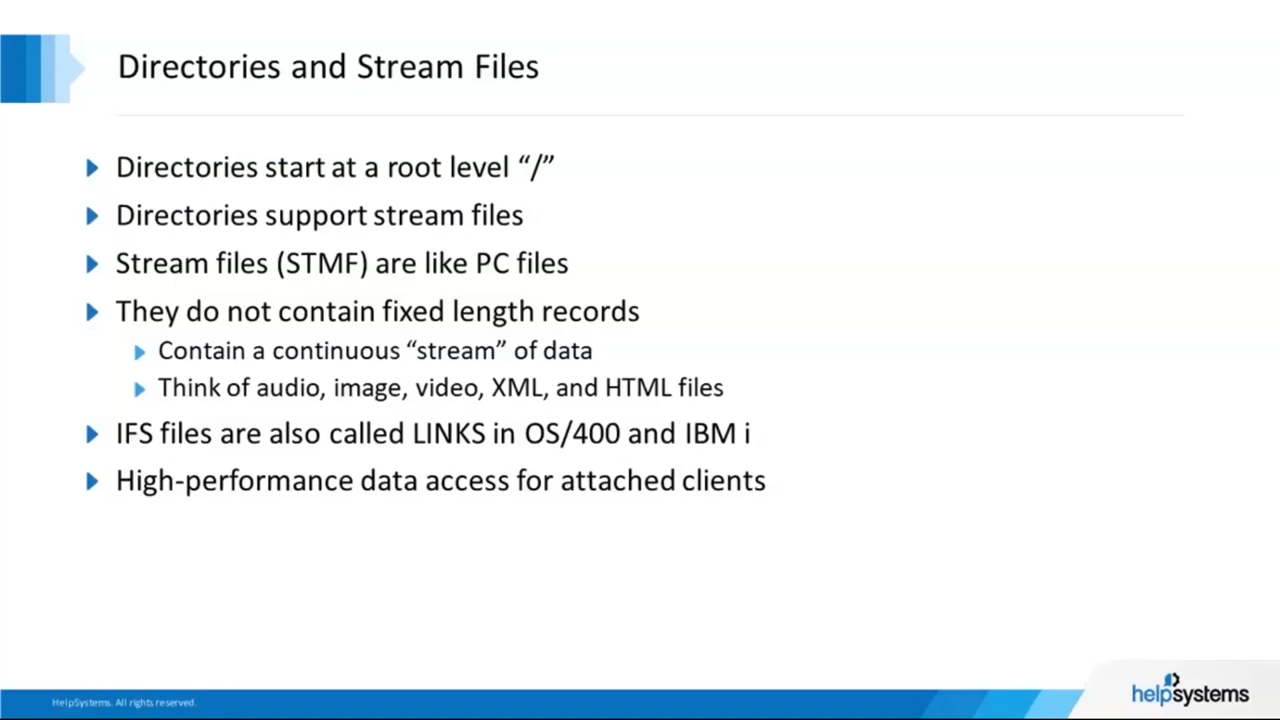 Directories and Stream Files
Directories start at a root level “/”
Directories support stream files
Stream files (STMF) are like PC files
They do not contain fixed length records
Contain a continuous “stream” of data
Think of audio, image, video, XML, and HTML files
IFS files are also called LINKS in OS/400 and IBM i
High-performance data access for attached clients
HelpSystems. All rights reserved.
helpsystems